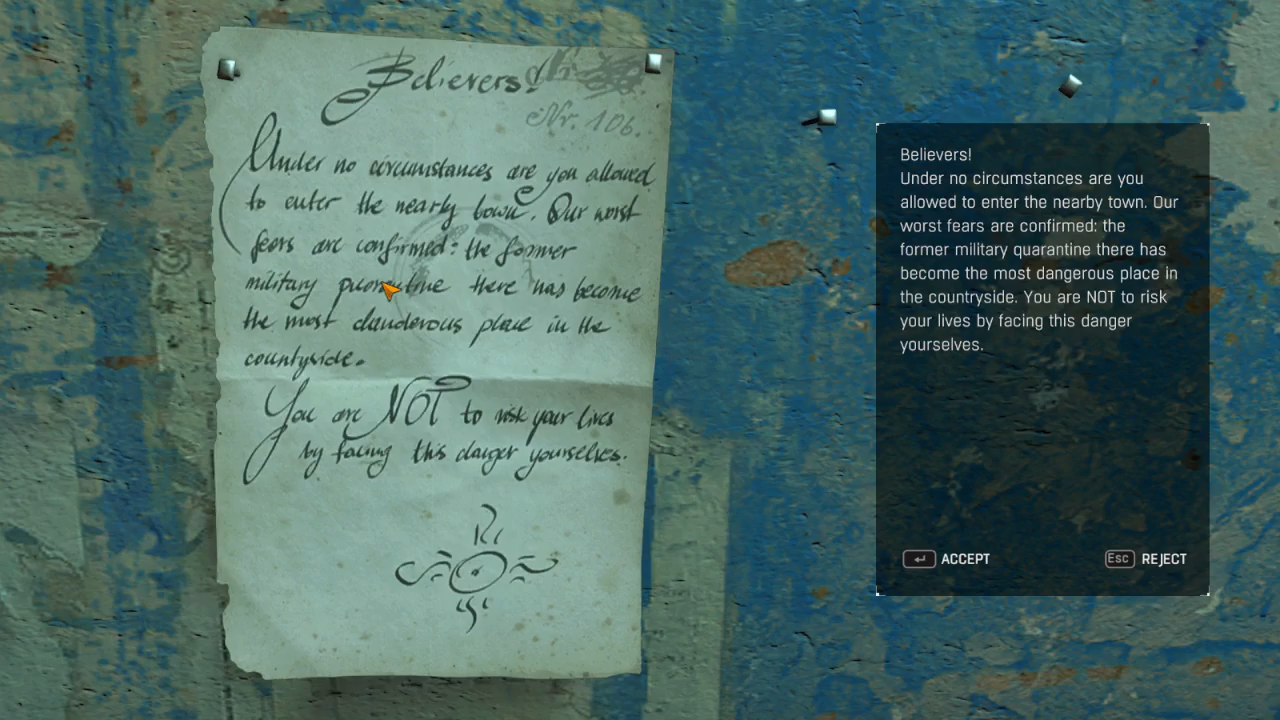 Believers!
Nr. 106.
Under no circumstances are you allowed
to enter the nearby town. Our worst
fears are confirmed: the former
military there has become
the most dangerous place in the
countryside.
You are NOT to risk your lives
by facing this danger yourselves.
Believers!
Under no circumstances are you
allowed to enter the nearby town. Our
worst fears are confirmed: the
former military quarantine there has
become the most dangerous place in
the countryside. You are NOT to risk
your lives by facing this danger
yourselves.
ACCEPT
Esc REJECT